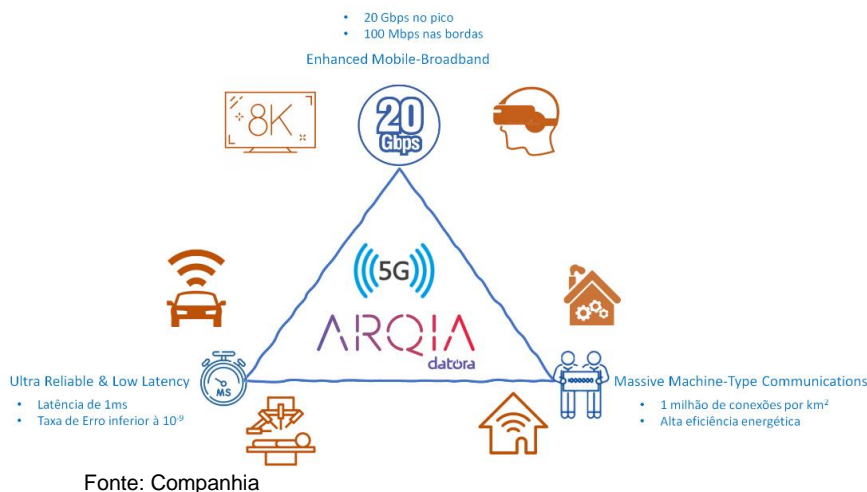 • 20 Gbps no pico
• 100 Mbps nas bordas
Enhanced Mobile-Broadband
8K
20
Gbps
5G
ARQIA
datora
MS
Ultra Reliable & Low Latency
• Latência de 1ms
• Taxa de Erro inferior à 10⁻⁹
Massive Machine-Type Communications
• 1 milhão de conexões por km²
• Alta eficiência energética
Fonte: Companhia